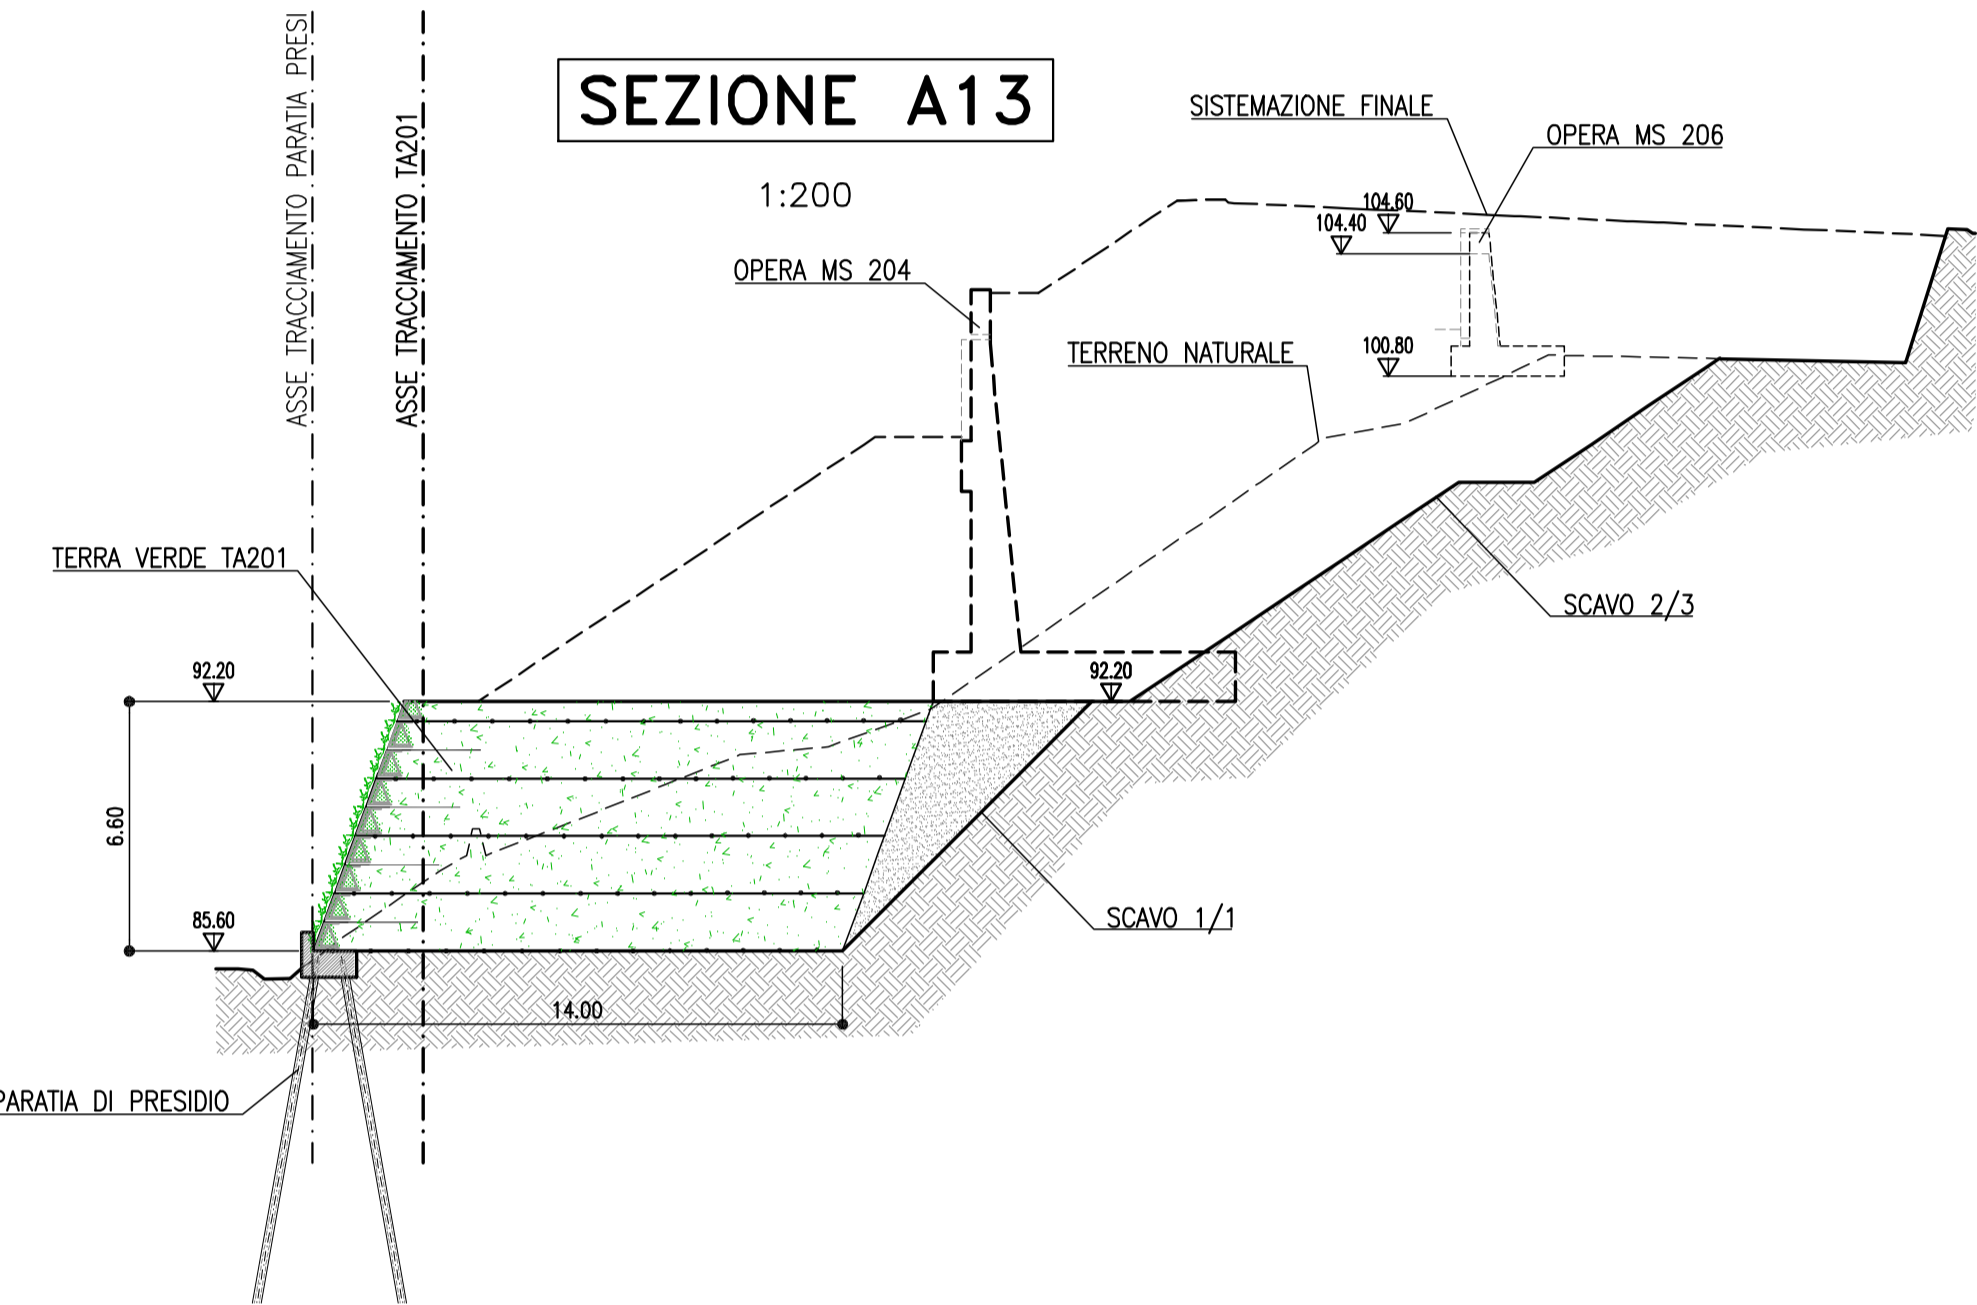 ASSE TRACCIAMENTO PARATIA PRESI
ASSE TRACCIAMENTO TA201
SEZIONE A13
1:200
SISTEMAZIONE FINALE
OPERA MS 206
104.60
104.40
OPERA MS 204
TERRENO NATURALE
100.80
TERRA VERDE TA201
SCAVO 2/3
92.20
92.20
6.60
85.60
SCAVO 1/1
14.00
PARATIA DI PRESIDIO